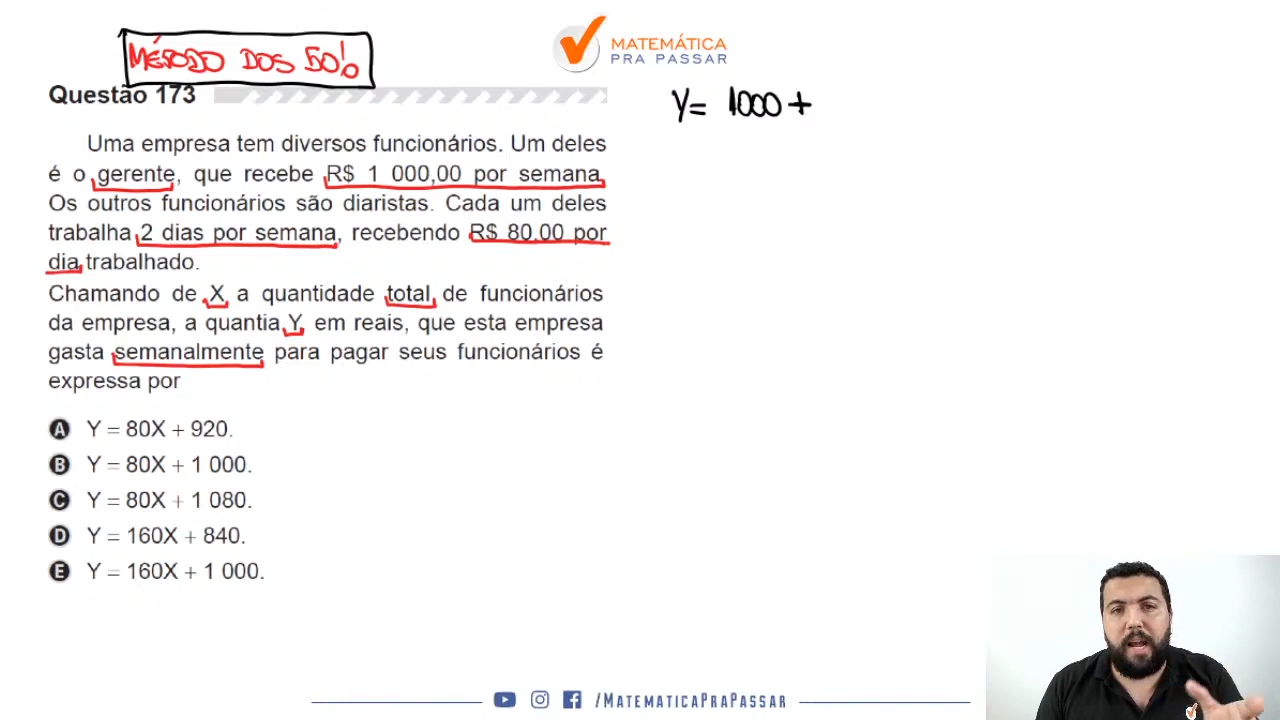 MÉTODO DOS 50!
MATEMÁTICA
PRA PASSAR
Questão 173
Y= 1000 +
Uma empresa tem diversos funcionários. Um deles
é o gerente, que recebe R$ 1 000,00 por semana.
Os outros funcionários são diaristas. Cada um deles
trabalha 2 dias por semana, recebendo R$ 80,00 por
dia trabalhado.
Chamando de X a quantidade total de funcionários
da empresa, a quantia Y, em reais, que esta empresa
gasta semanalmente para pagar seus funcionários é
expressa por
A Y = 80X + 920.
B Y = 80X + 1 000.
C Y = 80X + 1 080.
D Y = 160X + 840.
E Y = 160X + 1 000.
/MATEMATICAPRAPASSAR